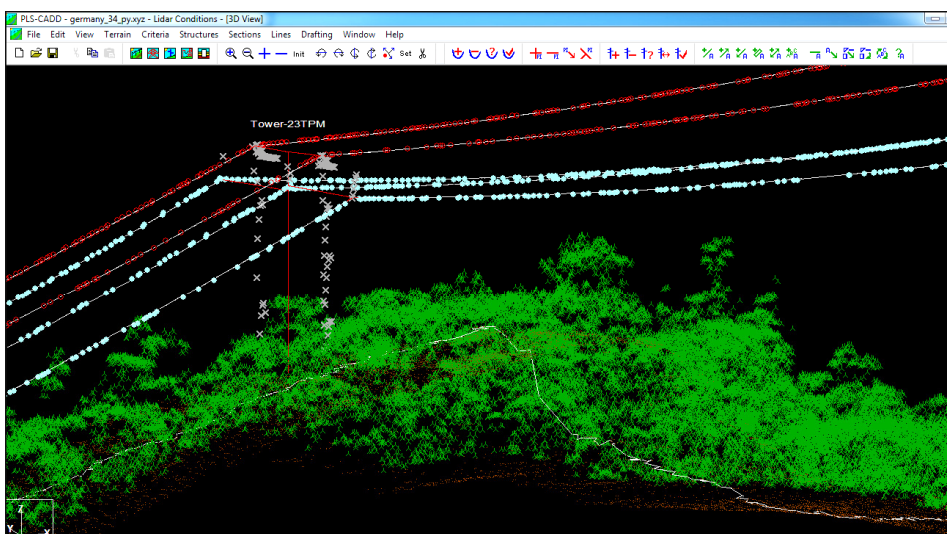 PLS-CADD - germany_34_py.xyz - Lidar Conditions - [3D View]
File Edit View Terrain Criteria Structures Sections Lines Drafting Window Help
Init Set
Tower-23TPM
Z
Y X